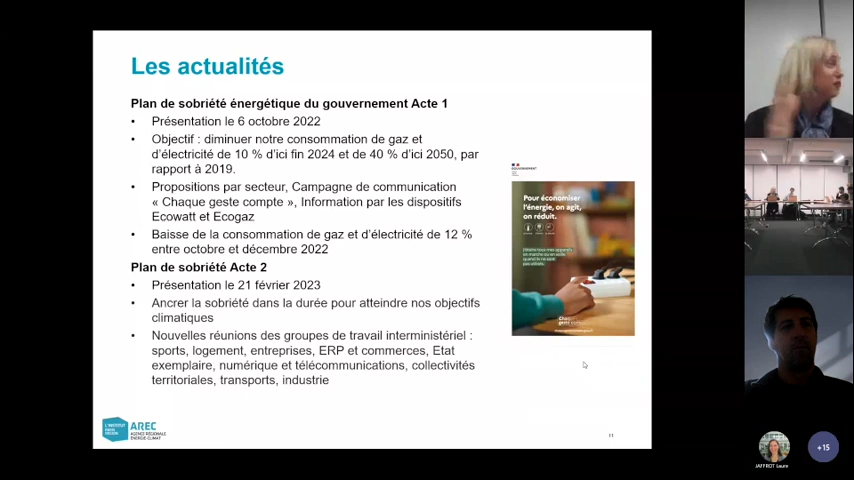 Les actualités
Plan de sobriété énergétique du gouvernement Acte 1
• Présentation le 6 octobre 2022
• Objectif : diminuer notre consommation de gaz et
d'électricité de 10 % d'ici fin 2024 et de 40 % d'ici 2050, par
rapport à 2019.
• Propositions par secteur, Campagne de communication
« Chaque geste compte », Information par les dispositifs
Ecowatt et Ecogaz
• Baisse de la consommation de gaz et d'électricité de 12 %
entre octobre et décembre 2022
Plan de sobriété Acte 2
• Présentation le 21 février 2023
• Ancrer la sobriété dans la durée pour atteindre nos objectifs
climatiques
• Nouvelles réunions des groupes de travail interministériel :
sports, logement, entreprises, ERP et commerces, Etat
exemplaire, numérique et télécommunications, collectivités
territoriales, transports, industrie
GOUVERNEMENT
Pour économiser
l'énergie, on agit,
on réduit.
L'INSTITUT
PARIS
REGION
AREC
AGENCE RÉGIONALE
ÉNERGIE-CLIMAT
11
JAFFROT Laure
+15